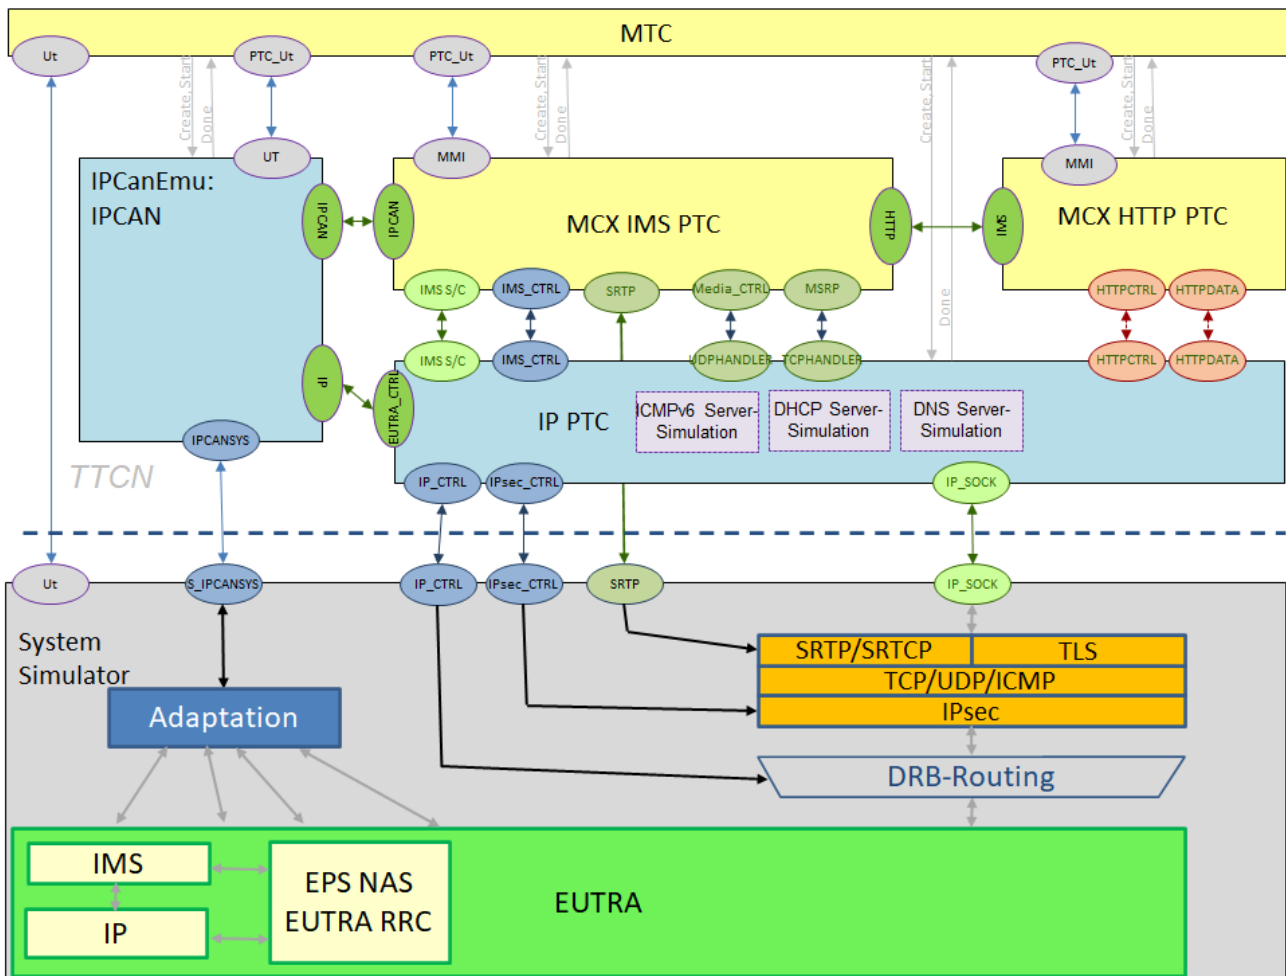 MTC
Ut
PTC_Ut
PTC_Ut
PTC_Ut
Create,Start
Done
Create,Start
Done
Create,Start
Done
Create,Start
Done
UT
MMI
MMI
IPCanEmu:
IPCAN
IPCAN
IPCAN
MCX IMS PTC
HTTP
SMI
MCX HTTP PTC
IMS S/C
IMS_CTRL
SRTP
Media_CTRL
MSRP
HTTPCTRL
HTTPDATA
IMS S/C
IMS_CTRL
UDPHANDLER
TCPHANDLER
HTTPCTRL
HTTPDATA
IP
EUTRA_CTRL
IP PTC
ICMPv6 Server-
Simulation
DHCP Server-
Simulation
DNS Server-
Simulation
IPCANSYS
TTCN
IP_CTRL
IPsec_CTRL
IP_SOCK
Ut
S_IPCANSYS
IP_CTRL
IPsec_CTRL
SRTP
IP_SOCK
System
Simulator
SRTP/SRTCP
TLS
TCP/UDP/ICMP
IPsec
Adaptation
DRB-Routing
IMS
IP
EPS NAS
EUTRA RRC
EUTRA